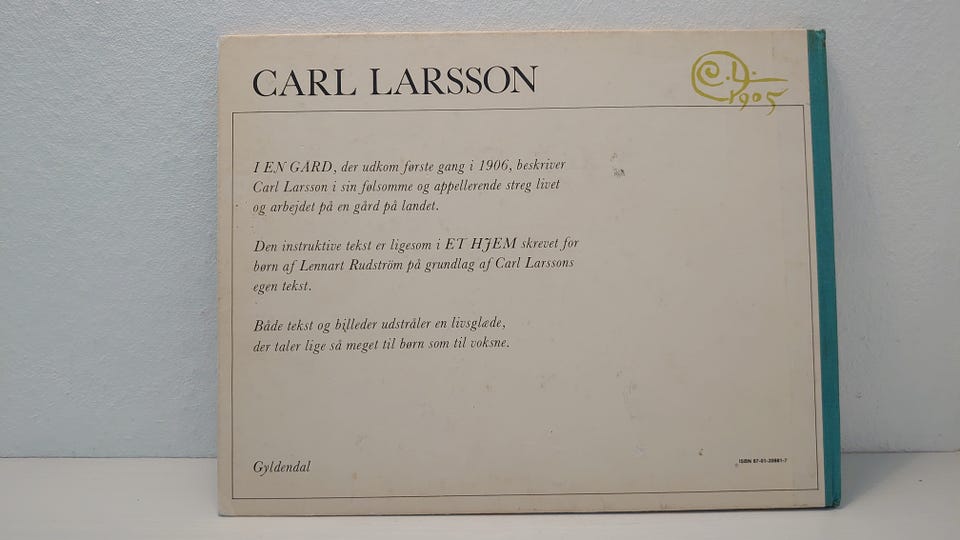 CARL LARSSON
C.L.
1905
I EN GÅRD, der udkom første gang i 1906, beskriver
Carl Larsson i sin følsomme og appellerende streg livet
og arbejdet på en gård på landet.
Den instruktive tekst er ligesom i ET HJEM skrevet for
børn af Lennart Rudström på grundlag af Carl Larssons
egen tekst.
Både tekst og billeder udstråler en livsglæde,
der taler lige så meget til børn som til voksne.
Gyldendal
ISBN